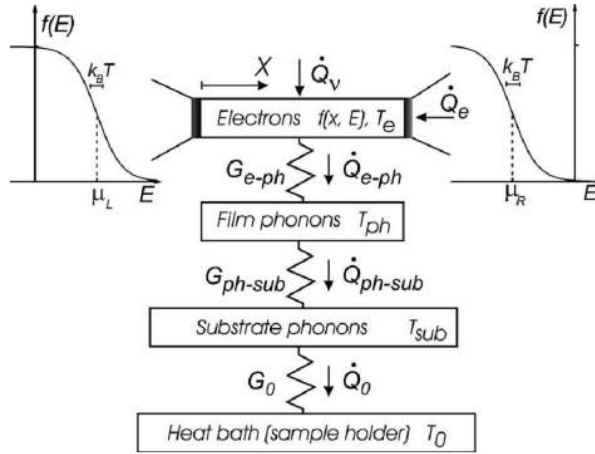 f(E)
k_BT
μ_L
E
X
Q̇_ν
Electrons f(x, E), T_e
Q̇_e
G_e-ph
Q̇_e-ph
Film phonons T_ph
G_ph-sub
Q̇_ph-sub
Substrate phonons T_sub
G_0
Q̇_0
Heat bath (sample holder) T_0
f(E)
k_BT
μ_R
E